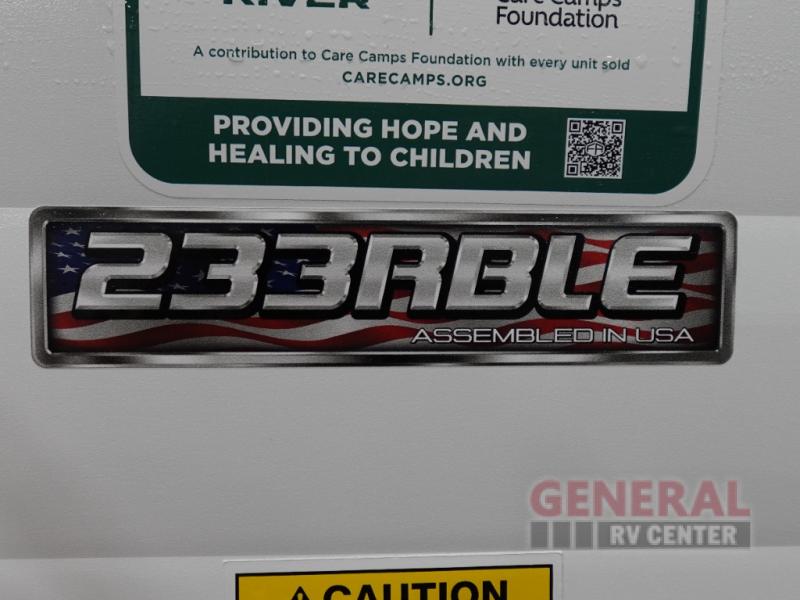 RIVER
Care Camps
Foundation
A contribution to Care Camps Foundation with every unit sold
CARECAMPS.ORG
PROVIDING HOPE AND
HEALING TO CHILDREN
233RBLE
ASSEMBLED IN USA
GENERAL
RV CENTER
CAUTION